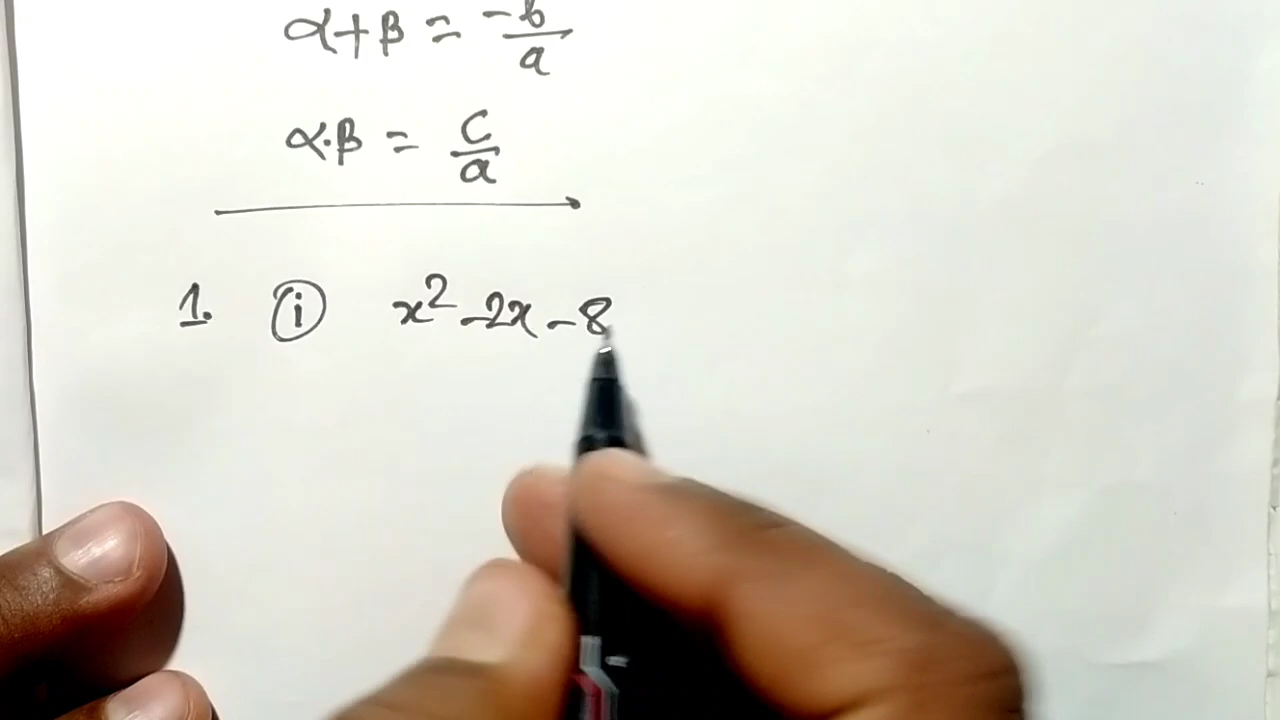 α+β = -b/a
α.β = c/a
1. (i) x² -2x -8